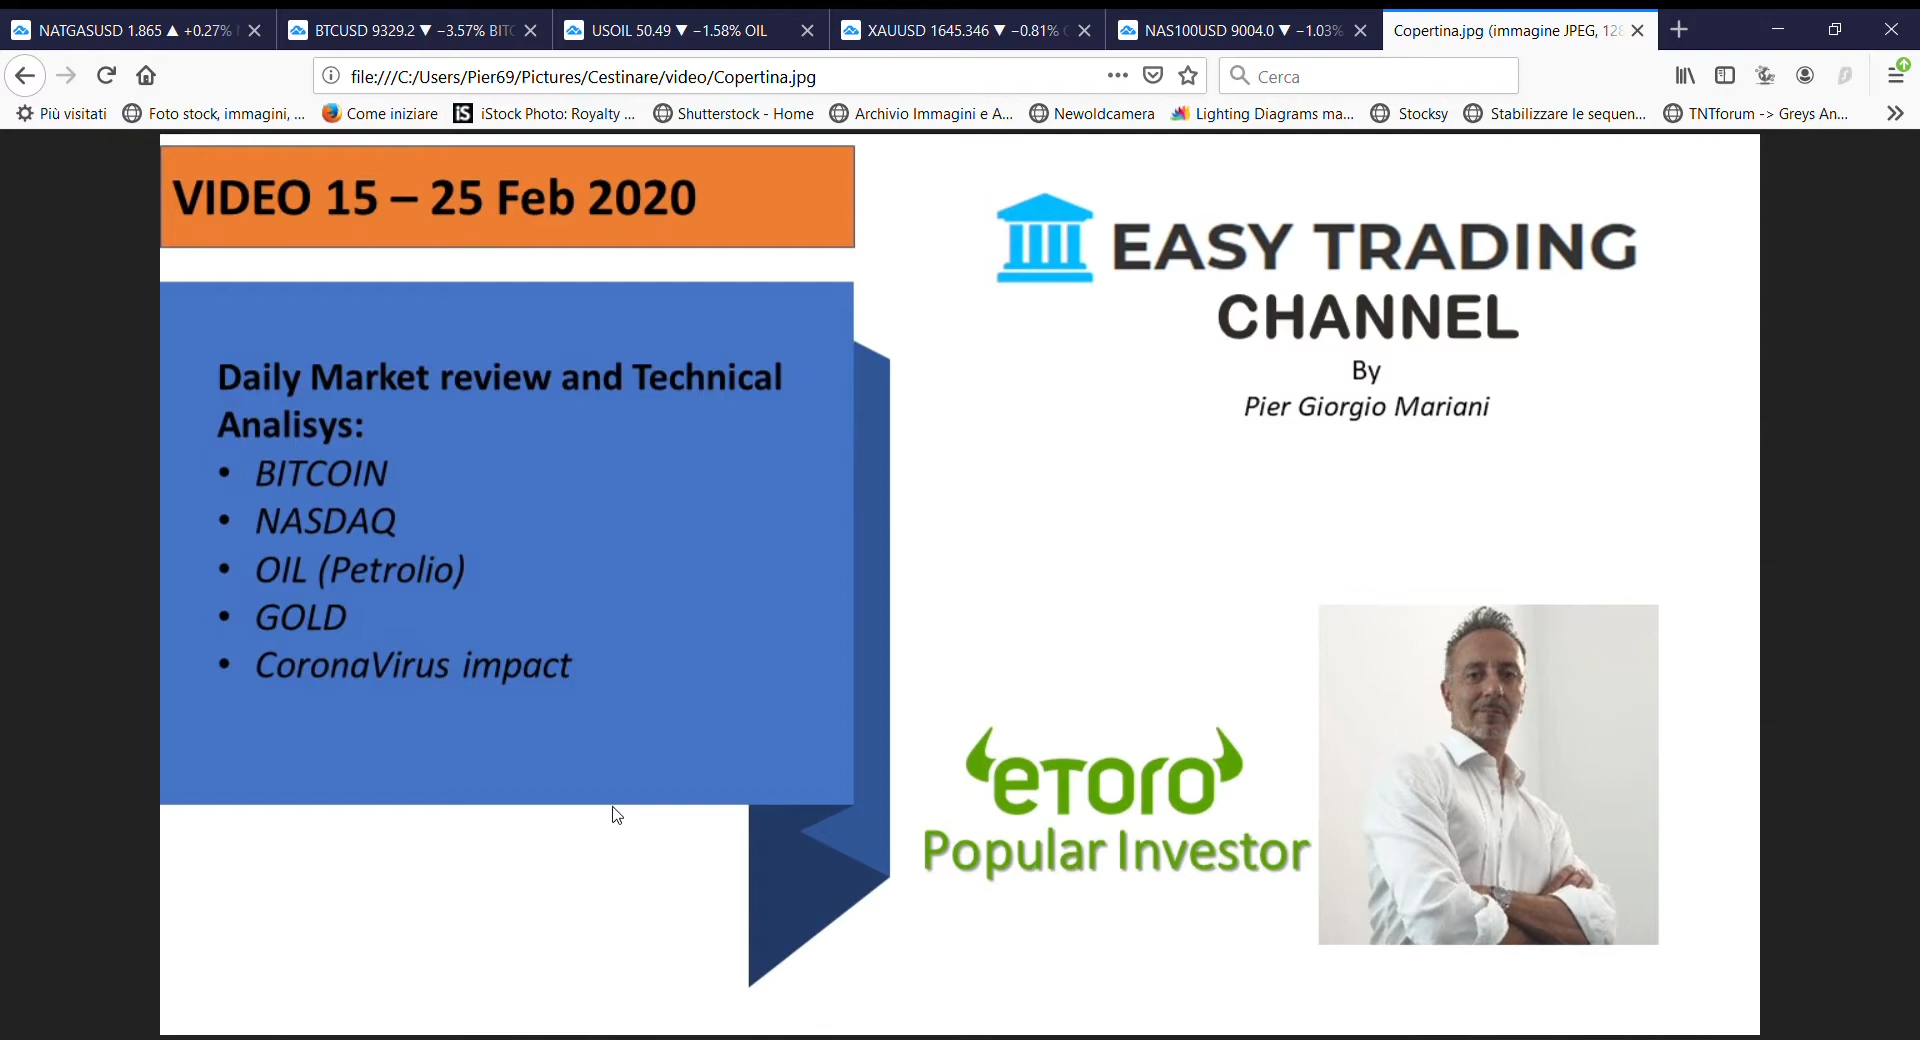 NATGASUSD 1.865 ▲ +0.27%
BTCUSD 9329.2 ▼ −3.57% BITC
USOIL 50.49 ▼ −1.58% OIL
XAUUSD 1645.346 ▼ −0.81%
NAS100USD 9004.0 ▼ −1.03%
Copertina.jpg (immagine JPEG, 128
file:///C:/Users/Pier69/Pictures/Cestinare/video/Copertina.jpg
Cerca
Più visitati
Foto stock, immagini, ...
Come iniziare
iS
iStock Photo: Royalty ...
Shutterstock - Home
Archivio Immagini e A...
Newoldcamera
Lighting Diagrams ma...
Stocksy
Stabilizzare le sequen...
TNTforum -> Greys An...
VIDEO 15 – 25 Feb 2020
EASY TRADING
CHANNEL
By
Pier Giorgio Mariani
Daily Market review and Technical
Analisys:
• BITCOIN
• NASDAQ
• OIL (Petrolio)
• GOLD
• CoronaVirus impact
eToro
Popular Investor